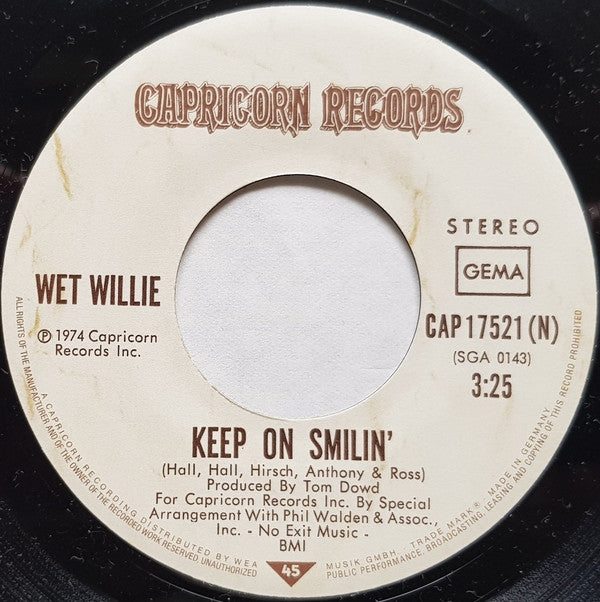 CAPRICORN RECORDS
STEREO
GEMA
WET WILLIE
CAP 17521 (N)
℗ 1974 Capricorn
Records Inc.
(SGA 0143)
3:25
KEEP ON SMILIN'
(Hall, Hall, Hirsch, Anthony & Ross)
Produced By Tom Dowd
For Capricorn Records Inc. By Special
Arrangement With Phil Walden & Assoc.,
Inc. - No Exit Music -
BMI
45
ALL RIGHTS OF THE MANUFACTURER AND OF THE OWNER OF THE RECORDED WORK RESERVED. UNAUTHORIZED PUBLIC PERFORMANCE, BROADCASTING, LEASING AND COPYING OF THIS RECORD PROHIBITED
A CAPRICORN RECORDING DISTRIBUTED BY WEA MUSIK GMBH. - TRADE MARK® MADE IN GERMANY.